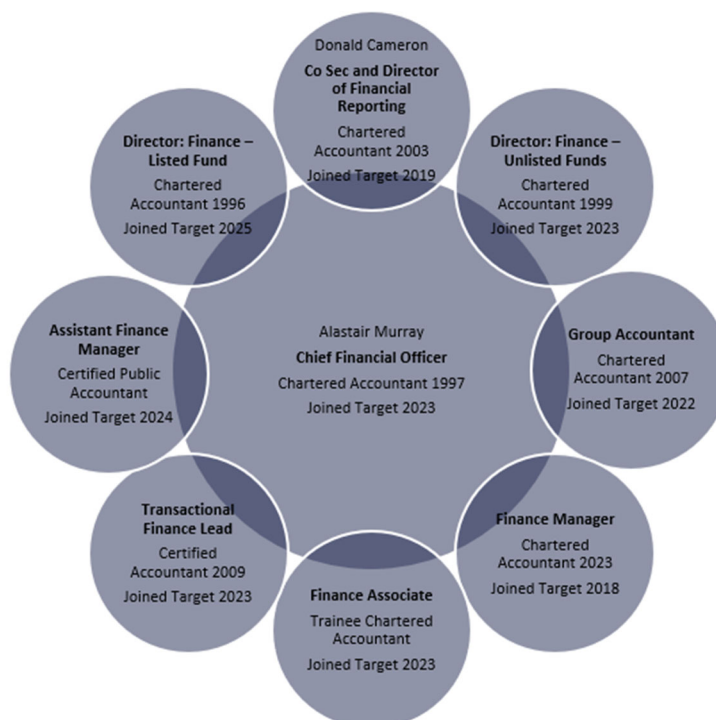 Donald Cameron
Co Sec and Director
of Financial
Reporting
Chartered
Accountant 2003
Joined Target 2019
Director: Finance –
Unlisted Funds
Chartered
Accountant 1999
Joined Target 2023
Group Accountant
Chartered
Accountant 2007
Joined Target 2022
Finance Manager
Chartered
Accountant 2023
Joined Target 2018
Finance Associate
Trainee Chartered
Accountant
Joined Target 2023
Transactional
Finance Lead
Certified
Accountant 2009
Joined Target 2023
Assistant Finance
Manager
Certified Public
Accountant
Joined Target 2024
Director: Finance –
Listed Fund
Chartered
Accountant 1996
Joined Target 2025
Alastair Murray
Chief Financial Officer
Chartered Accountant 1997
Joined Target 2023